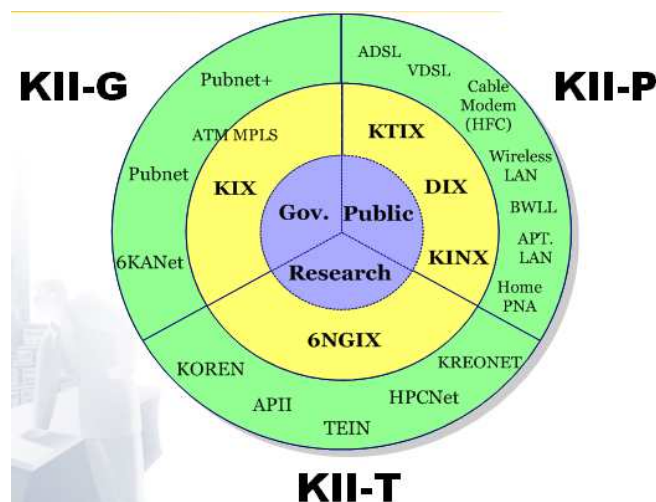 KII-G
KII-P
Pubnet+
ATM MPLS
Pubnet
KIX
6KANet
ADSL
VDSL
Cable
Modem
(HFC)
KTIX
Wireless
LAN
DIX
BWLL
APT.
LAN
KINX
Home
PNA
Gov.
Public
Research
6NGIX
KOREN
APII
TEIN
HPCNet
KREONET
KII-T